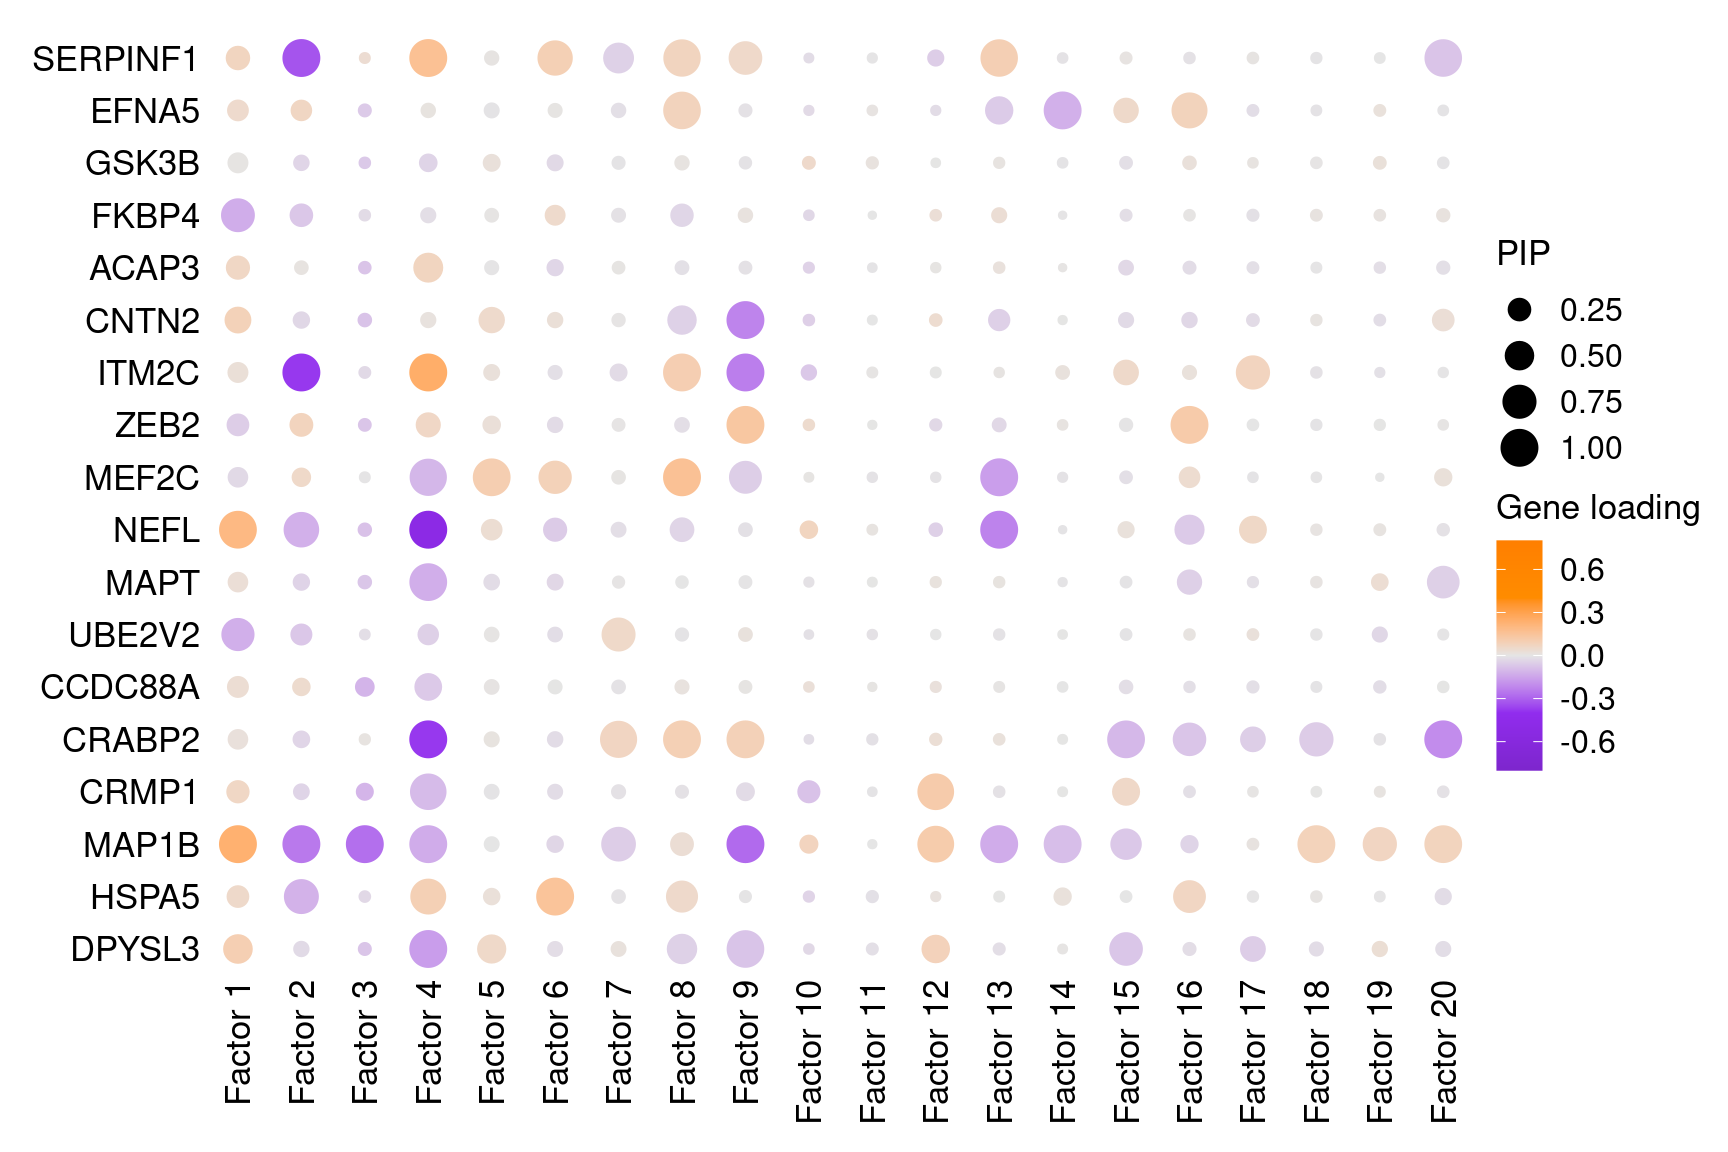 SERPINF1
EFNA5
GSK3B
FKBP4
ACAP3
CNTN2
ITM2C
ZEB2
MEF2C
NEFL
MAPT
UBE2V2
CCDC88A
CRABP2
CRMP1
MAP1B
HSPA5
DPYSL3
Factor 1
Factor 2
Factor 3
Factor 4
Factor 5
Factor 6
Factor 7
Factor 8
Factor 9
Factor 10
Factor 11
Factor 12
Factor 13
Factor 14
Factor 15
Factor 16
Factor 17
Factor 18
Factor 19
Factor 20
PIP
0.25
0.50
0.75
1.00
Gene loading
0.6
0.3
0.0
-0.3
-0.6